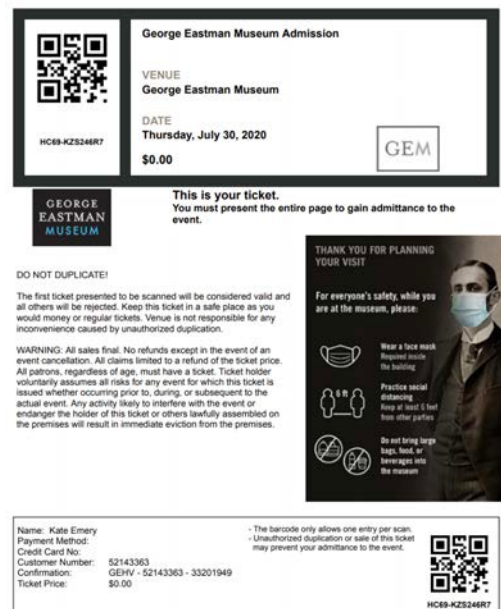 George Eastman Museum Admission
VENUE
George Eastman Museum
DATE
Thursday, July 30, 2020
$0.00
HC69-KZS246R7
GEM
GEORGE
EASTMAN
MUSEUM
This is your ticket.
You must present the entire page to gain admittance to the
event.
DO NOT DUPLICATE!
The first ticket presented to be scanned will be considered valid and
all others will be rejected. Keep this ticket in a safe place as you
would money or regular tickets. Venue is not responsible for any
inconvenience caused by unauthorized duplication.
WARNING: All sales final. No refunds except in the event of an
event cancellation. All claims limited to a refund of the ticket price.
All patrons, regardless of age, must have a ticket. Ticket holder
voluntarily assumes all risks for any event for which this ticket is
issued whether occurring prior to, during, or subsequent to the
actual event. Any activity likely to interfere with the event or
endanger the holder of this ticket or others lawfully assembled on
the premises will result in immediate eviction from the premises.
THANK YOU FOR PLANNING
YOUR VISIT
For everyone's safety, while you
are at the museum, please:
Wear a face mask
Required inside
the building
6 ft
Practice social
distancing
Keep at least 6 feet
from other parties
Do not bring large
bags, food, or
beverages into
the museum
Name: Kate Emery
Payment Method:
Credit Card No:
Customer Number: 52143363
Confirmation: GEHV - 52143363 - 33201949
Ticket Price: $0.00
- The barcode only allows one entry per scan.
- Unauthorized duplication or sale of this ticket
may prevent your admittance to the event.
HC69-KZS246R7